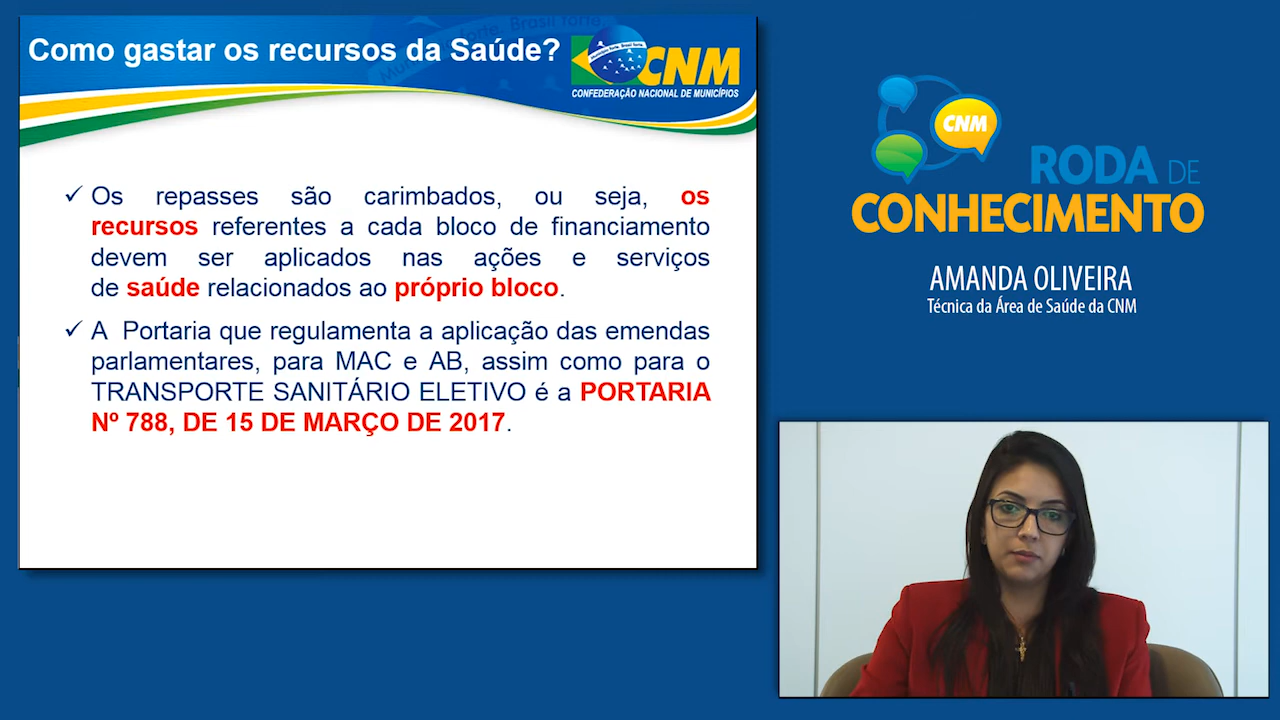 Como gastar os recursos da Saúde?
CNM
CONFEDERAÇÃO NACIONAL DE MUNICÍPIOS
Os repasses são carimbados, ou seja, os
recursos referentes a cada bloco de financiamento
devem ser aplicados nas ações e serviços
de saúde relacionados ao próprio bloco.
A Portaria que regulamenta a aplicação das emendas
parlamentares, para MAC e AB, assim como para o
TRANSPORTE SANITÁRIO ELETIVO é a PORTARIA
Nº 788, DE 15 DE MARÇO DE 2017.
CNM
RODA DE
CONHECIMENTO
AMANDA OLIVEIRA
Técnica da Área de Saúde da CNM